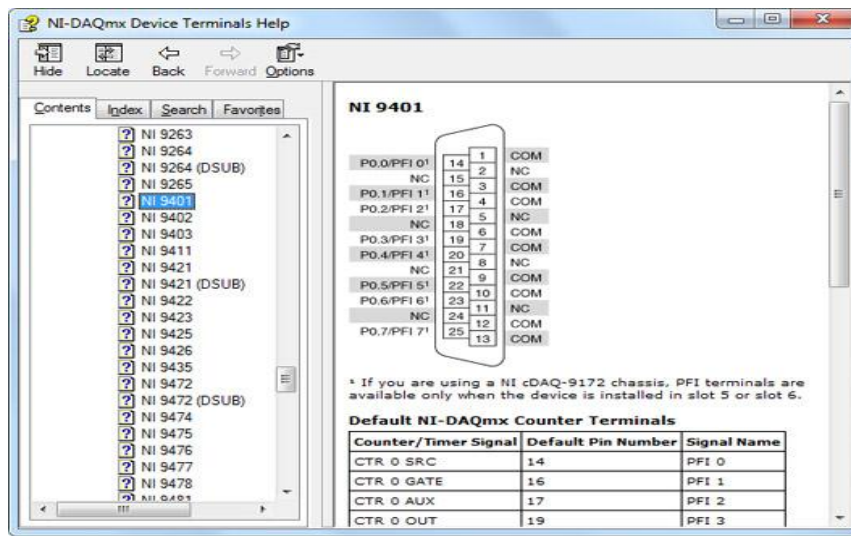 NI-DAQmx Device Terminals Help
Hide Locate Back Forward Options
Contents Index Search Favorites
NI 9263
NI 9264
NI 9264 (DSUB)
NI 9265
NI 9401
NI 9402
NI 9403
NI 9411
NI 9421
NI 9421 (DSUB)
NI 9422
NI 9423
NI 9425
NI 9426
NI 9435
NI 9472
NI 9472 (DSUB)
NI 9474
NI 9475
NI 9476
NI 9477
NI 9478
NI 9481
NI 9401
P0.0/PFI 0¹ 14 1 COM
NC 15 2 NC
P0.1/PFI 1¹ 16 3 COM
P0.2/PFI 2¹ 17 4 COM
NC 18 5 NC
P0.3/PFI 3¹ 19 6 COM
P0.4/PFI 4¹ 20 7 COM
NC 21 8 NC
P0.5/PFI 5¹ 22 9 COM
P0.6/PFI 6¹ 23 10 COM
NC 24 11 NC
P0.7/PFI 7¹ 25 12 COM
13 COM
¹ If you are using a NI cDAQ-9172 chassis, PFI terminals are
available only when the device is installed in slot 5 or slot 6.
Default NI-DAQmx Counter Terminals
Counter/Timer Signal Default Pin Number Signal Name
CTR 0 SRC 14 PFI 0
CTR 0 GATE 16 PFI 1
CTR 0 AUX 17 PFI 2
CTR 0 OUT 19 PFI 3